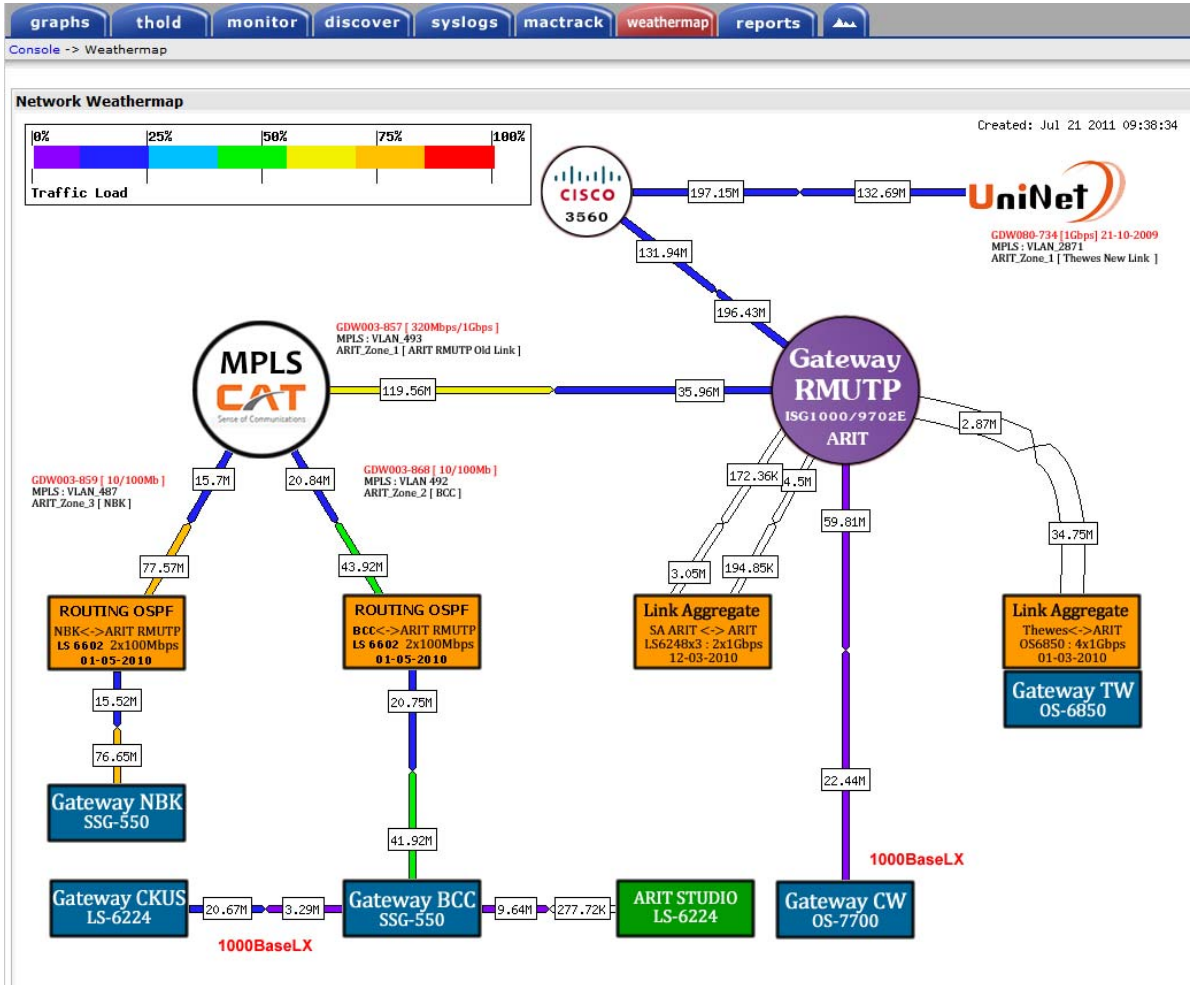 graphs
thold
monitor
discover
syslogs
mactrack
weathermap
reports
Console -> Weathermap
Network Weathermap
Created: Jul 21 2011 09:38:34
0% 25% 50% 75% 100%
Traffic Load
CISCO
3560
197.15M
132.69M
UniNet
GDW080-734 [1Gbps] 21-10-2009
MPLS : VLAN_2871
ARIT_Zone_1 [ Thewes New Link ]
131.94M
196.43M
GDW003-857 [ 320Mbps/1Gbps ]
MPLS : VLAN_493
ARIT_Zone_1 [ ARIT RMUTP Old Link ]
MPLS
CAT
Sense of Communications
119.56M
35.96M
Gateway
RMUTP
ISG1000/9702E
ARIT
2.87M
34.75M
172.36K
4.5M
3.05M
194.85K
59.81M
22.44M
GDW003-859 [ 10/100Mb ]
MPLS : VLAN_487
ARIT_Zone_3 [ NBK ]
15.7M
20.84M
GDW003-868 [ 10/100Mb ]
MPLS : VLAN 492
ARIT_Zone_2 [ BCC ]
77.57M
43.92M
ROUTING OSPF
NBK<->ARIT RMUTP
LS 6602 2x100Mbps
01-05-2010
ROUTING OSPF
BCC<->ARIT RMUTP
LS 6602 2x100Mbps
01-05-2010
Link Aggregate
SA ARIT <-> ARIT
LS6248x3 : 2x1Gbps
12-03-2010
Link Aggregate
Thewes<->ARIT
OS6850 : 4x1Gbps
01-03-2010
Gateway TW
OS-6850
15.52M
76.65M
20.75M
41.92M
Gateway NBK
SSG-550
1000BaseLX
Gateway CKUS
LS-6224
20.67M
3.29M
Gateway BCC
SSG-550
9.64M
277.72K
ARIT STUDIO
LS-6224
Gateway CW
OS-7700
1000BaseLX